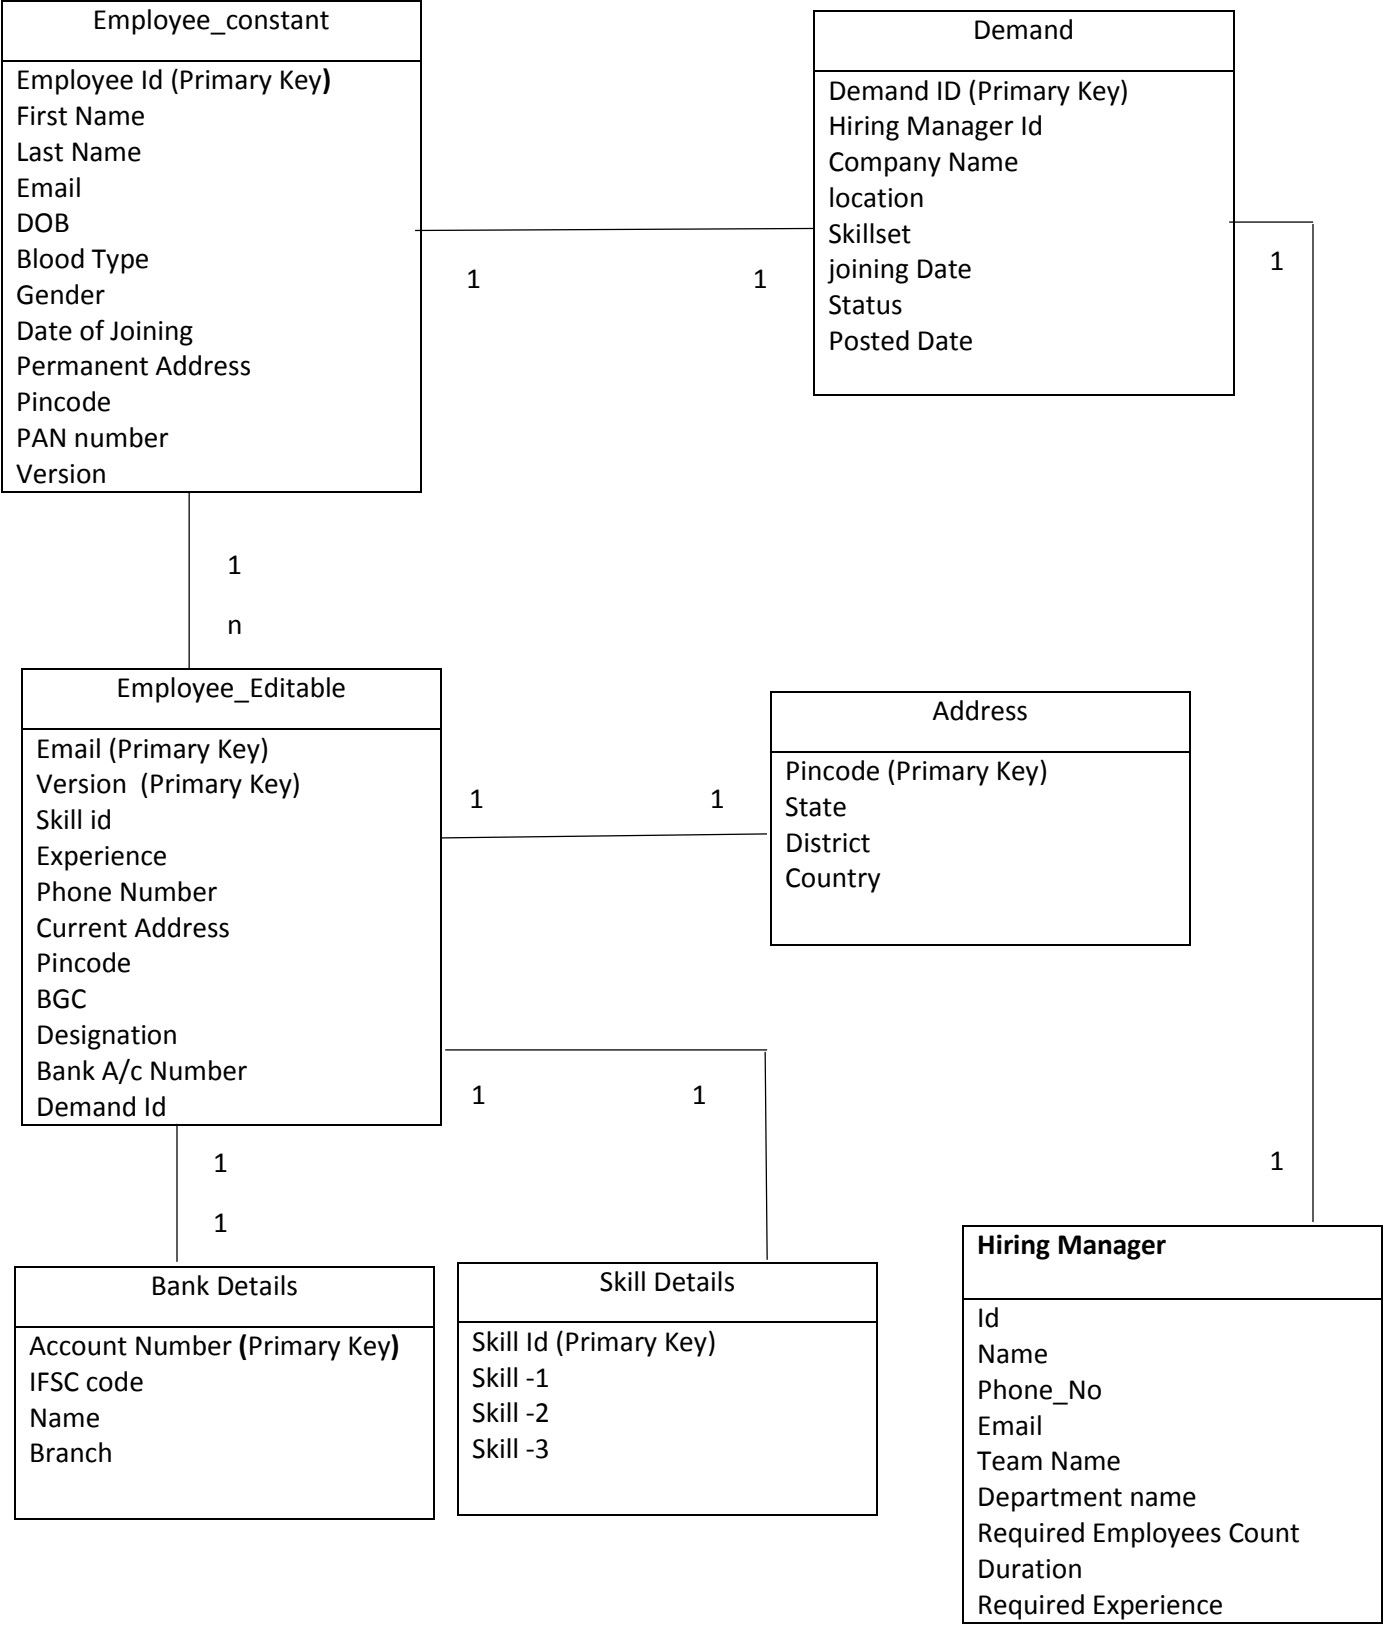 Employee_constant
Employee Id (Primary Key)
First Name
Last Name
Email
DOB
Blood Type
Gender
Date of Joining
Permanent Address
Pincode
PAN number
Version
Demand
Demand ID (Primary Key)
Hiring Manager Id
Company Name
location
Skillset
joining Date
Status
Posted Date
1
1
1
1
n
Employee_Editable
Email (Primary Key)
Version  (Primary Key)
Skill id
Experience
Phone Number
Current Address
Pincode
BGC
Designation
Bank A/c Number
Demand Id
1
1
Address
Pincode (Primary Key)
State
District
Country
1
1
1
1
1
Bank Details
Account Number (Primary Key)
IFSC code
Name
Branch
Skill Details
Skill Id (Primary Key)
Skill -1
Skill -2
Skill -3
Hiring Manager
Id
Name
Phone_No
Email
Team Name
Department name
Required Employees Count
Duration
Required Experience